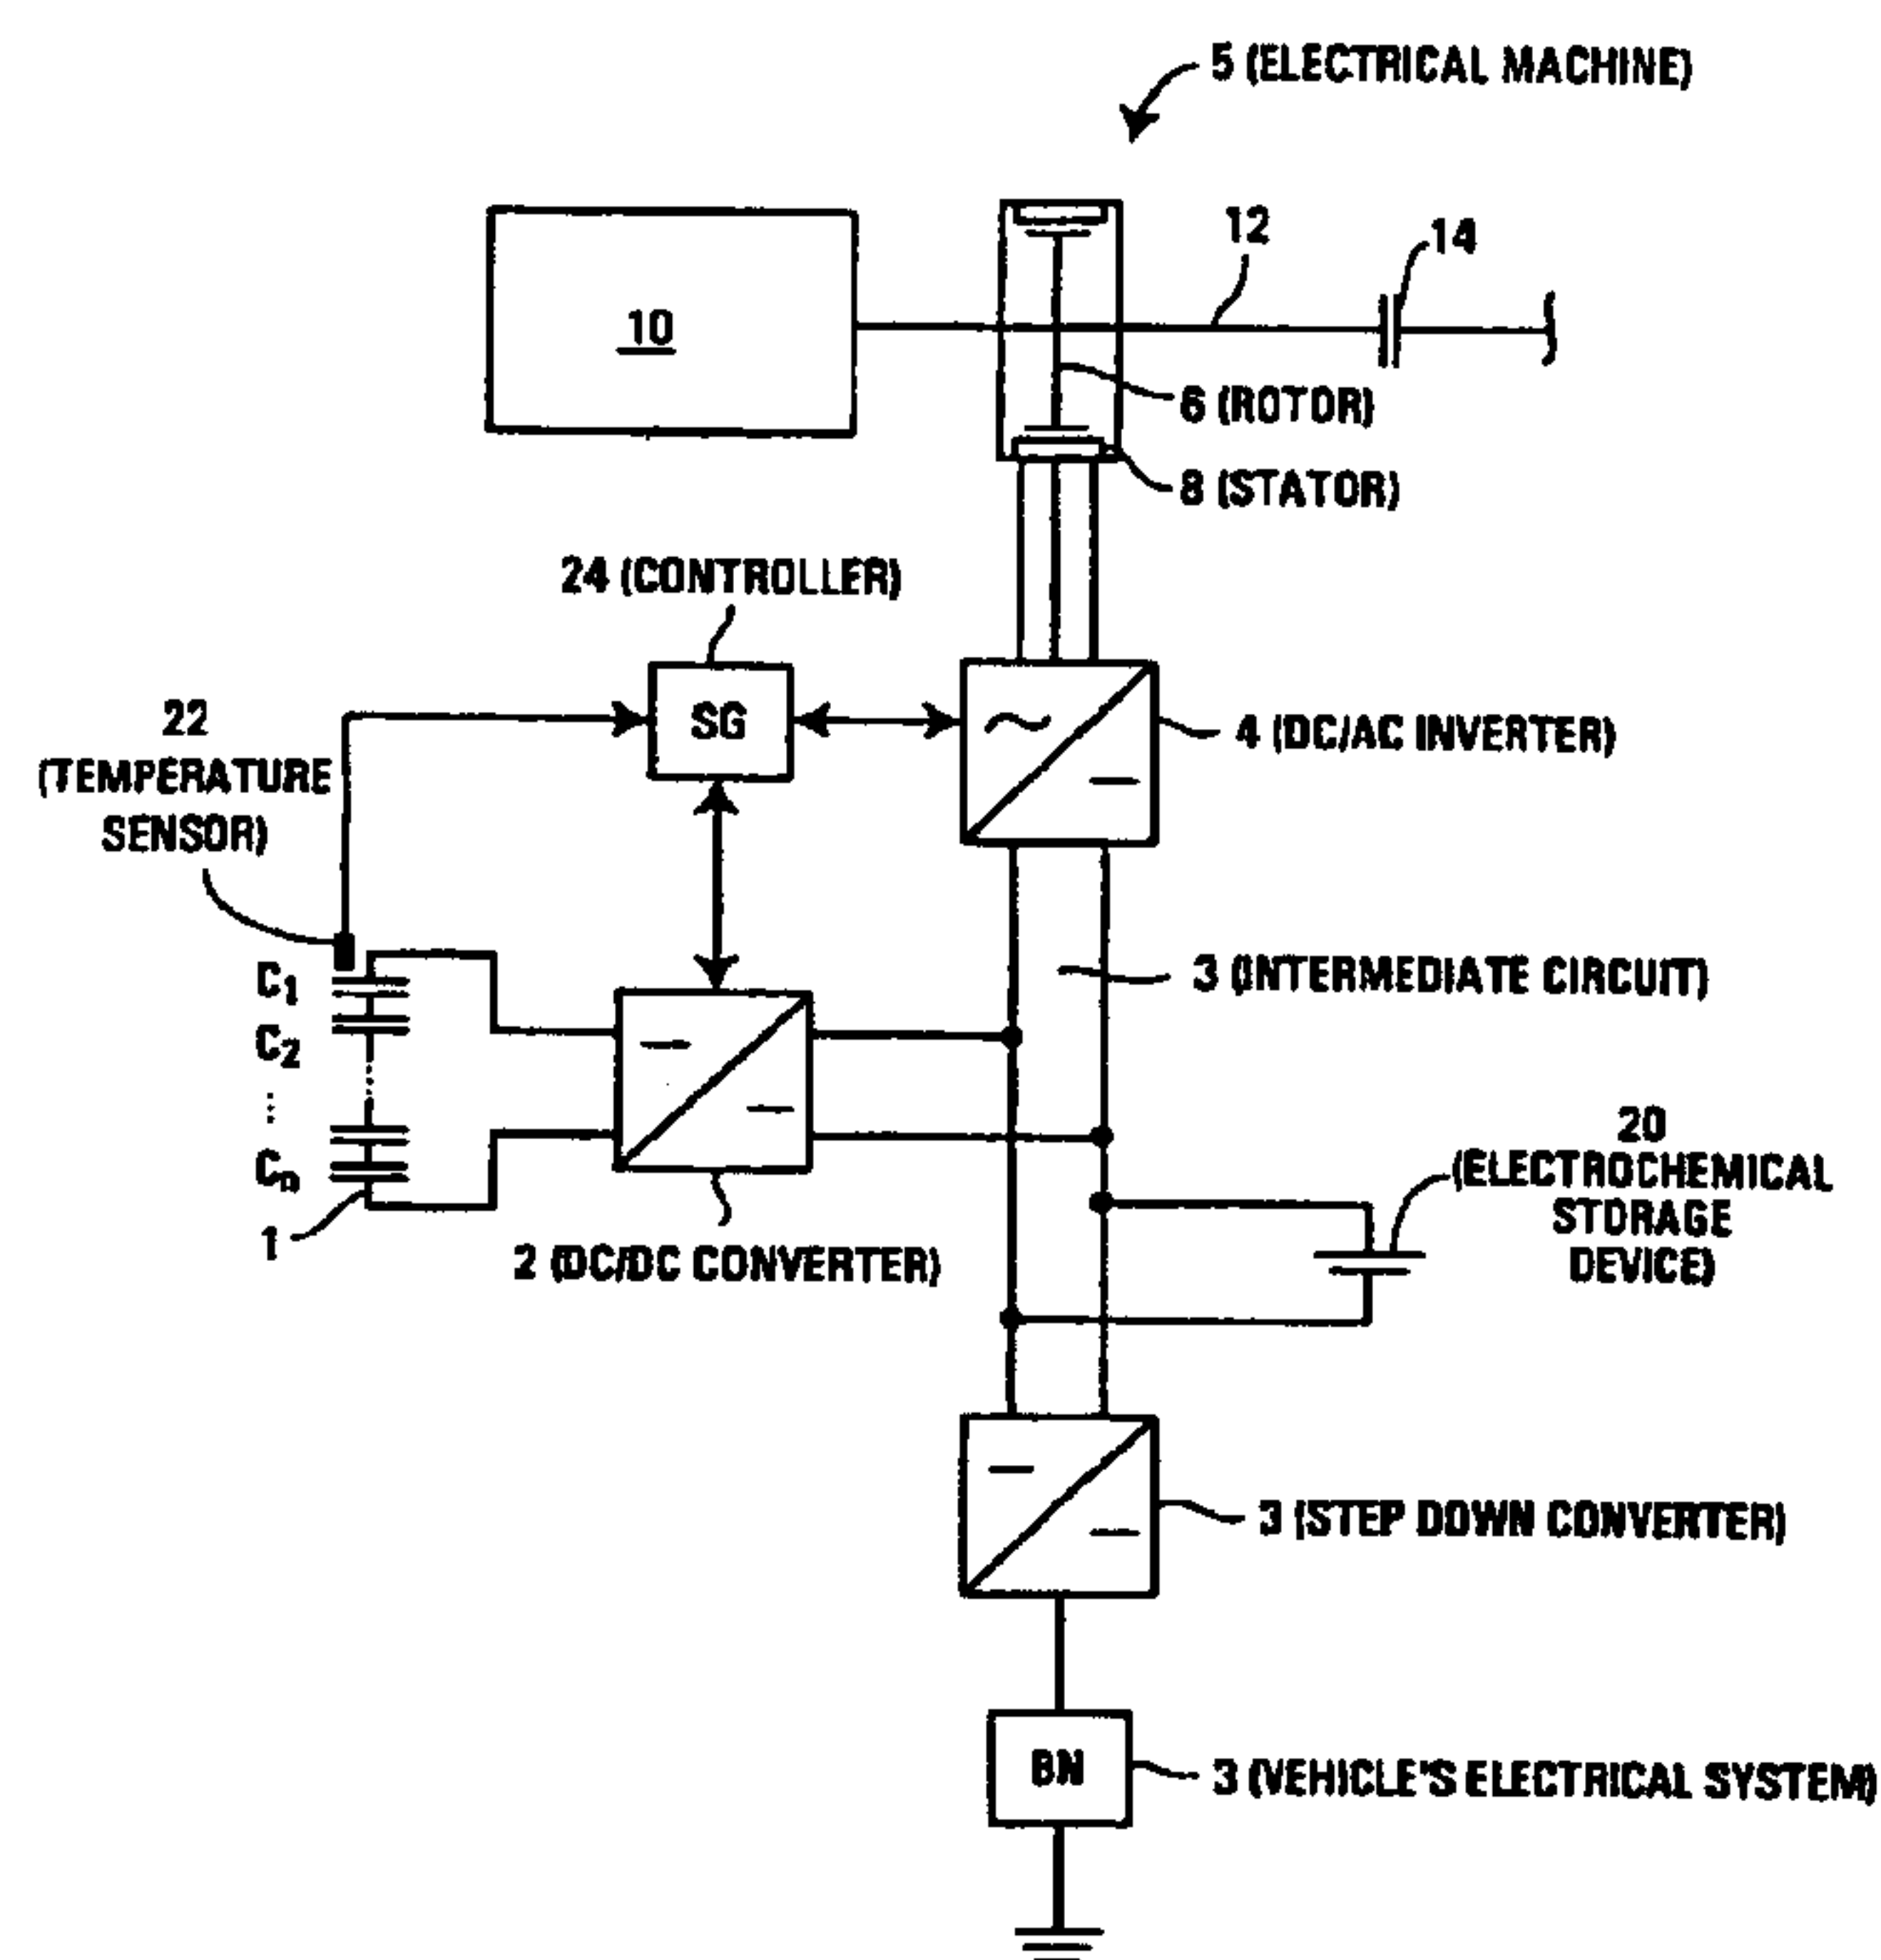 5 (ELECTRICAL MACHINE)
12
14
10
6 (ROTOR)
8 (STATOR)
24 (CONTROLLER)
22
(TEMPERATURE
SENSOR)
SG
4 (DC/AC INVERTER)
C1
C2
⋮
Cn
1
3 (INTERMEDIATE CIRCUIT)
2 (DC/DC CONVERTER)
20
(ELECTROCHEMICAL
STORAGE
DEVICE)
3 (STEP DOWN CONVERTER)
BN
3 (VEHICLE'S ELECTRICAL SYSTEM)